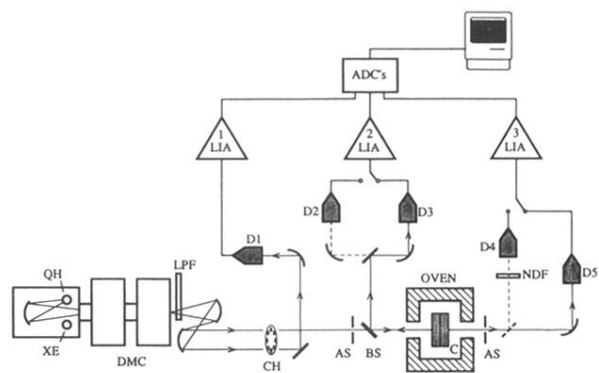 ADC's
1
LIA
2
LIA
3
LIA
D2
D3
D1
D4
NDF
D5
LPF
QH
XE
DMC
CH
AS
BS
OVEN
C
AS